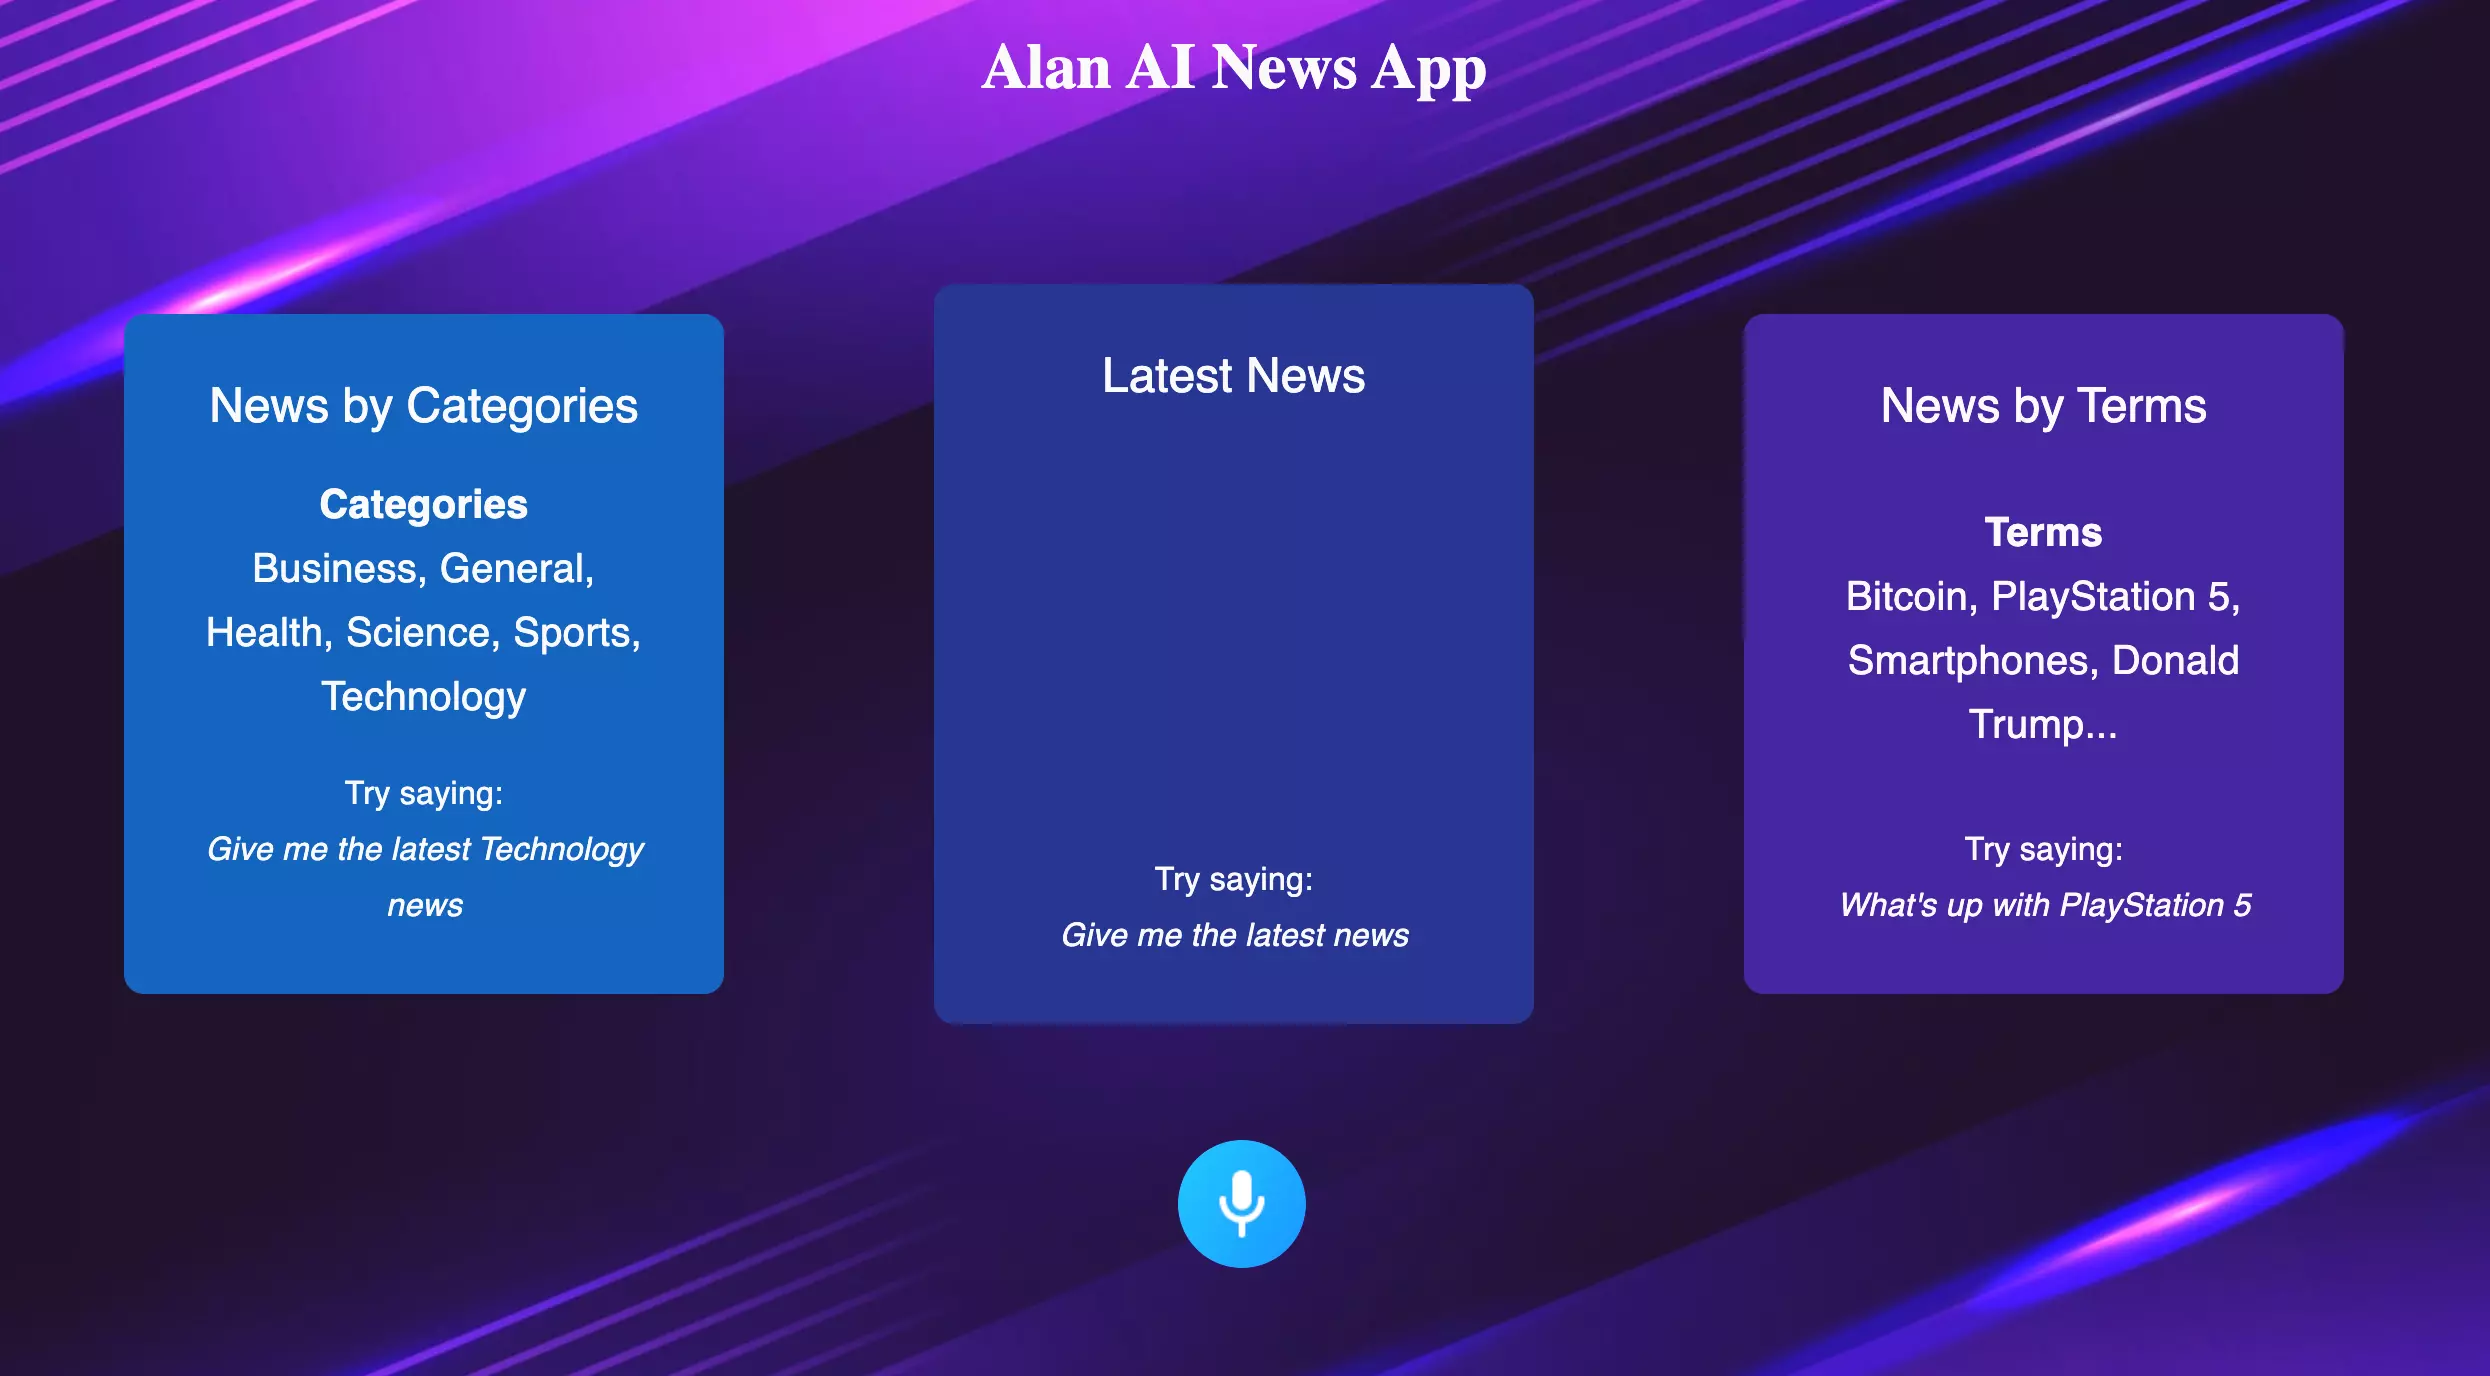 Alan AI News App
News by Categories
Categories
Business, General,
Health, Science, Sports,
Technology
Try saying:
Give me the latest Technology
news
Latest News
Try saying:
Give me the latest news
News by Terms
Terms
Bitcoin, PlayStation 5,
Smartphones, Donald
Trump...
Try saying:
What's up with PlayStation 5